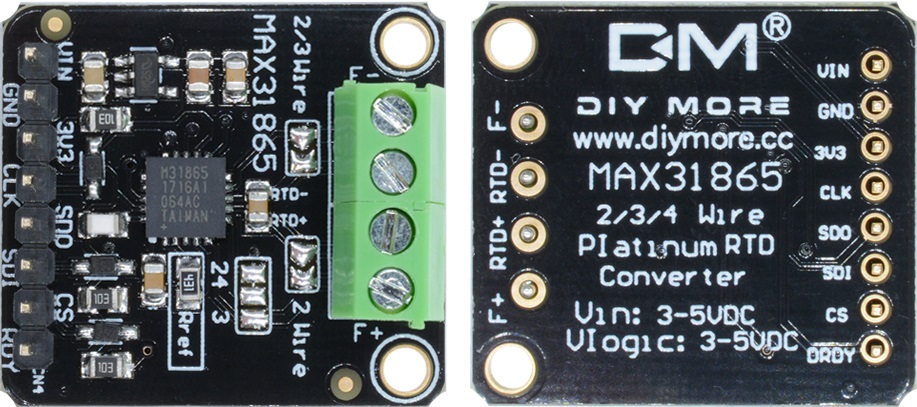 VIN
GND
3V3
CLK
SDO
SDI
CS
RDY
CN1
103
2/3Wire
MAX31865
F-
RTD-
RTD+
F+
M31865
1716A1
064AC
TAIWAN
+
24 3
2 Wire
Rref
103
103
DM®
DIY MORE
www.diymore.cc
MAX31865
2/3/4 Wire
Platinum RTD
Converter
Vin: 3-5VDC
VLogic: 3-5VDC
F-
RTD-
RTD+
F+
VIN
GND
3V3
CLK
SDO
SDI
CS
DRDY